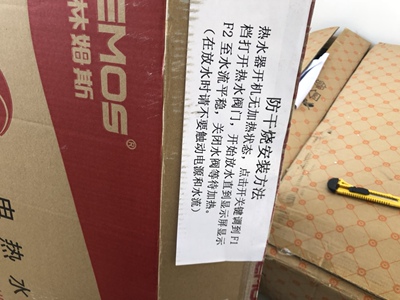 EMOS®
林姆斯
电热水
防干烧安装方法
热水器开机无加热状态，点击开关键调到F1
档打开热水阀门，开始放水直到显示屏显示
F2至水流平稳，关闭水阀等待加热。
（在放水时请不要触动电源和水流）